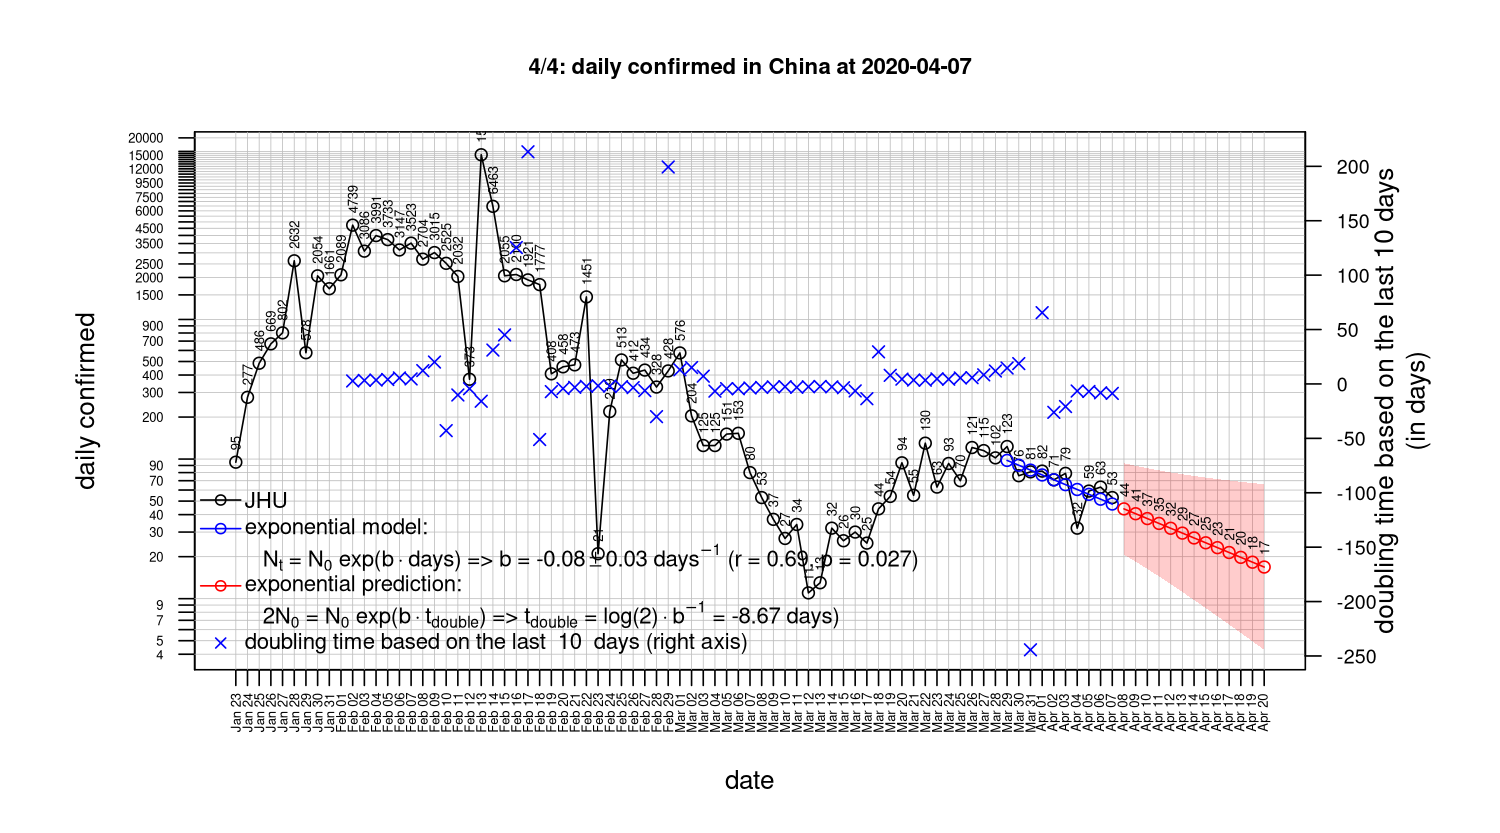 4/4: daily confirmed in China at 2020-04-07
20000
15000
12000
9500
7500
6000
4500
3500
2500
2000
1500
900
700
500
400
300
200
90
70
50
40
30
20
9
7
5
4
daily confirmed
95
277
486
669
802
2632
578
2054
1661
2089
4739
3086
3991
3733
3147
3523
2704
3015
2525
2032
373
15
6463
2055
1921
1777
408
458
473
1451
21
513
412
434
328
428
576
204
125
125
151
153
80
53
37
27
34
11
13
32
26
30
25
44
54
94
55
130
63
93
70
121
115
102
123
76
81
82
71
79
32
59
63
53
44
41
37
35
32
29
27
25
23
21
20
18
17
JHU
exponential model:
Nt = N0 exp(b · days) => b = -0.08 ± 0.03 days−1 (r = 0.69, p = 0.027)
exponential prediction:
2N0 = N0 exp(b · tdouble) => tdouble = log(2) · b−1 = -8.67 days)
doubling time based on the last 10 days (right axis)
200
150
100
50
0
-50
-100
-150
-200
-250
doubling time based on the last 10 days
(in days)
Jan 23
Jan 24
Jan 25
Jan 26
Jan 27
Jan 28
Jan 29
Jan 30
Jan 31
Feb 01
Feb 02
Feb 03
Feb 04
Feb 05
Feb 06
Feb 07
Feb 08
Feb 09
Feb 10
Feb 11
Feb 12
Feb 13
Feb 14
Feb 15
Feb 16
Feb 17
Feb 18
Feb 19
Feb 20
Feb 21
Feb 22
Feb 23
Feb 24
Feb 25
Feb 26
Feb 27
Feb 28
Feb 29
Mar 01
Mar 02
Mar 03
Mar 04
Mar 05
Mar 06
Mar 07
Mar 08
Mar 09
Mar 10
Mar 11
Mar 12
Mar 13
Mar 14
Mar 15
Mar 16
Mar 17
Mar 18
Mar 19
Mar 20
Mar 21
Mar 22
Mar 23
Mar 24
Mar 25
Mar 26
Mar 27
Mar 28
Mar 29
Mar 30
Mar 31
Apr 01
Apr 02
Apr 03
Apr 04
Apr 05
Apr 06
Apr 07
Apr 08
Apr 09
Apr 10
Apr 11
Apr 12
Apr 13
Apr 14
Apr 15
Apr 16
Apr 17
Apr 18
Apr 19
Apr 20
date